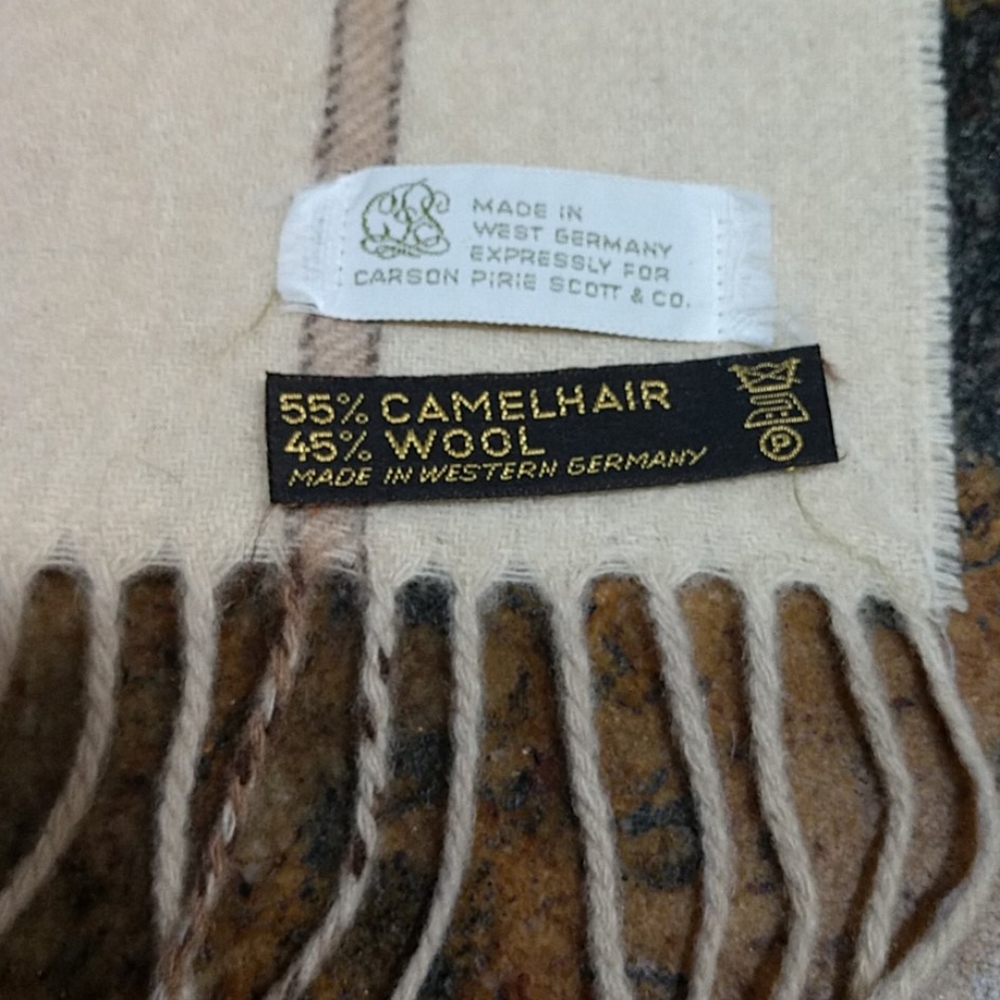 MADE IN
WEST GERMANY
EXPRESSLY FOR
CARSON PIRIE SCOTT & CO.
55% CAMELHAIR
45% WOOL
MADE IN WESTERN GERMANY